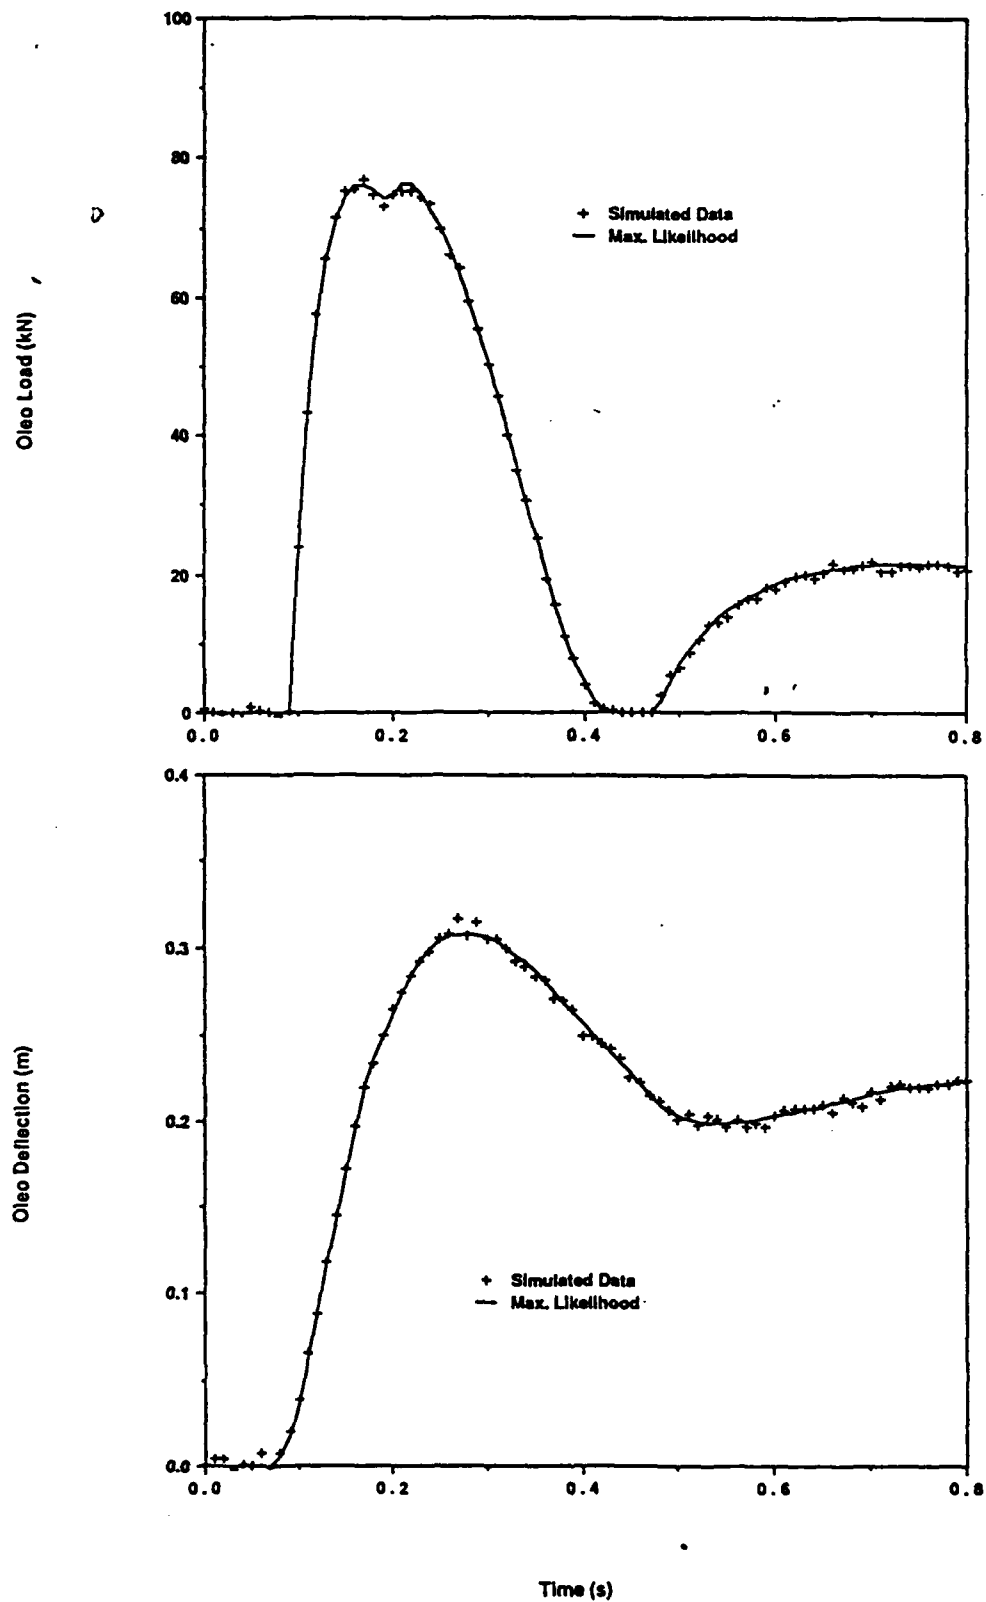 100
80
60
40
20
0
Oleo Load (kN)
+ Simulated Data
— Max. Likelihood
0.0 0.2 0.4 0.6 0.8
0.4
0.3
0.2
0.1
0.0
Oleo Deflection (m)
+ Simulated Data
— Max. Likelihood
0.0 0.2 0.4 0.6 0.8
Time (s)